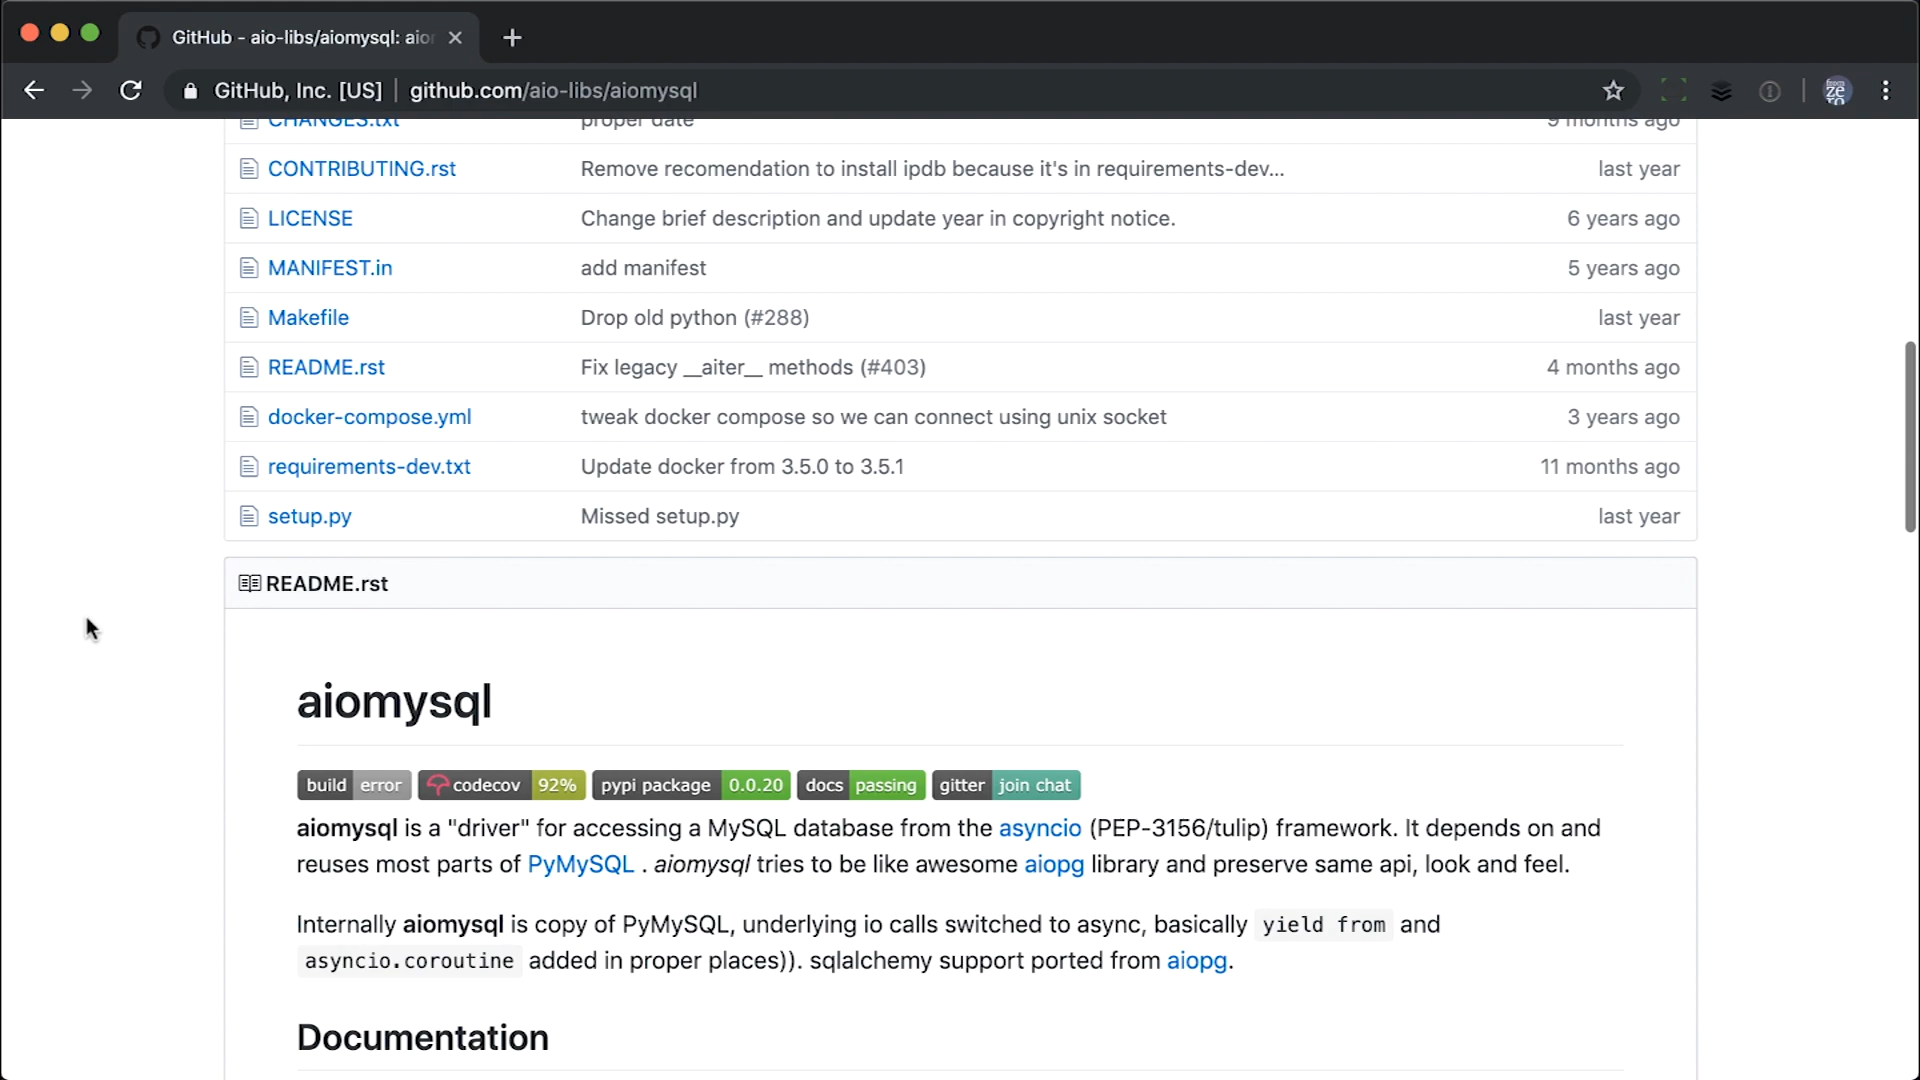 GitHub - aio-libs/aiomysql: aio
GitHub, Inc. [US] | github.com/aio-libs/aiomysql
CHANGES.txt proper date 9 months ago
CONTRIBUTING.rst Remove recomendation to install ipdb because it's in requirements-dev... last year
LICENSE Change brief description and update year in copyright notice. 6 years ago
MANIFEST.in add manifest 5 years ago
Makefile Drop old python (#288) last year
README.rst Fix legacy __aiter__ methods (#403) 4 months ago
docker-compose.yml tweak docker compose so we can connect using unix socket 3 years ago
requirements-dev.txt Update docker from 3.5.0 to 3.5.1 11 months ago
setup.py Missed setup.py last year
README.rst
aiomysql
build error codecov 92% pypi package 0.0.20 docs passing gitter join chat
aiomysql is a "driver" for accessing a MySQL database from the asyncio (PEP-3156/tulip) framework. It depends on and
reuses most parts of PyMySQL . aiomysql tries to be like awesome aiopg library and preserve same api, look and feel.
Internally aiomysql is copy of PyMySQL, underlying io calls switched to async, basically yield from and
asyncio.coroutine added in proper places)). sqlalchemy support ported from aiopg.
Documentation